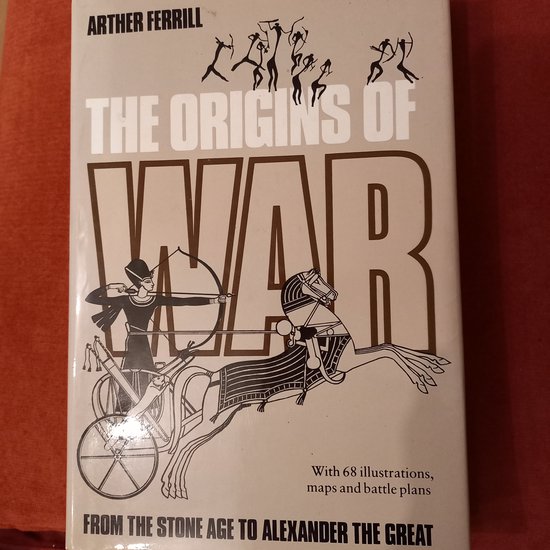 ARTHER FERRILL
THE ORIGINS OF
WAR
With 68 illustrations,
maps and battle plans
FROM THE STONE AGE TO ALEXANDER THE GREAT